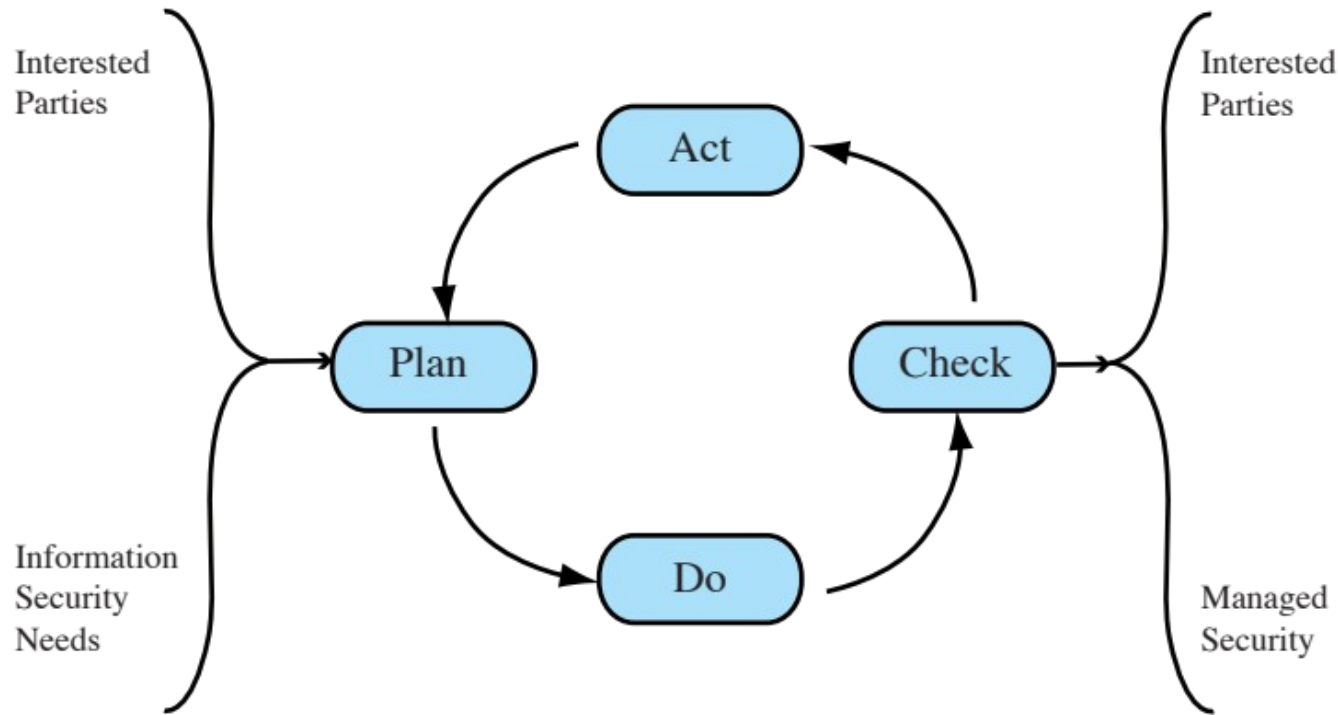 Interested
Parties
Interested
Parties
Act
Plan
Check
Do
Information
Security
Needs
Managed
Security